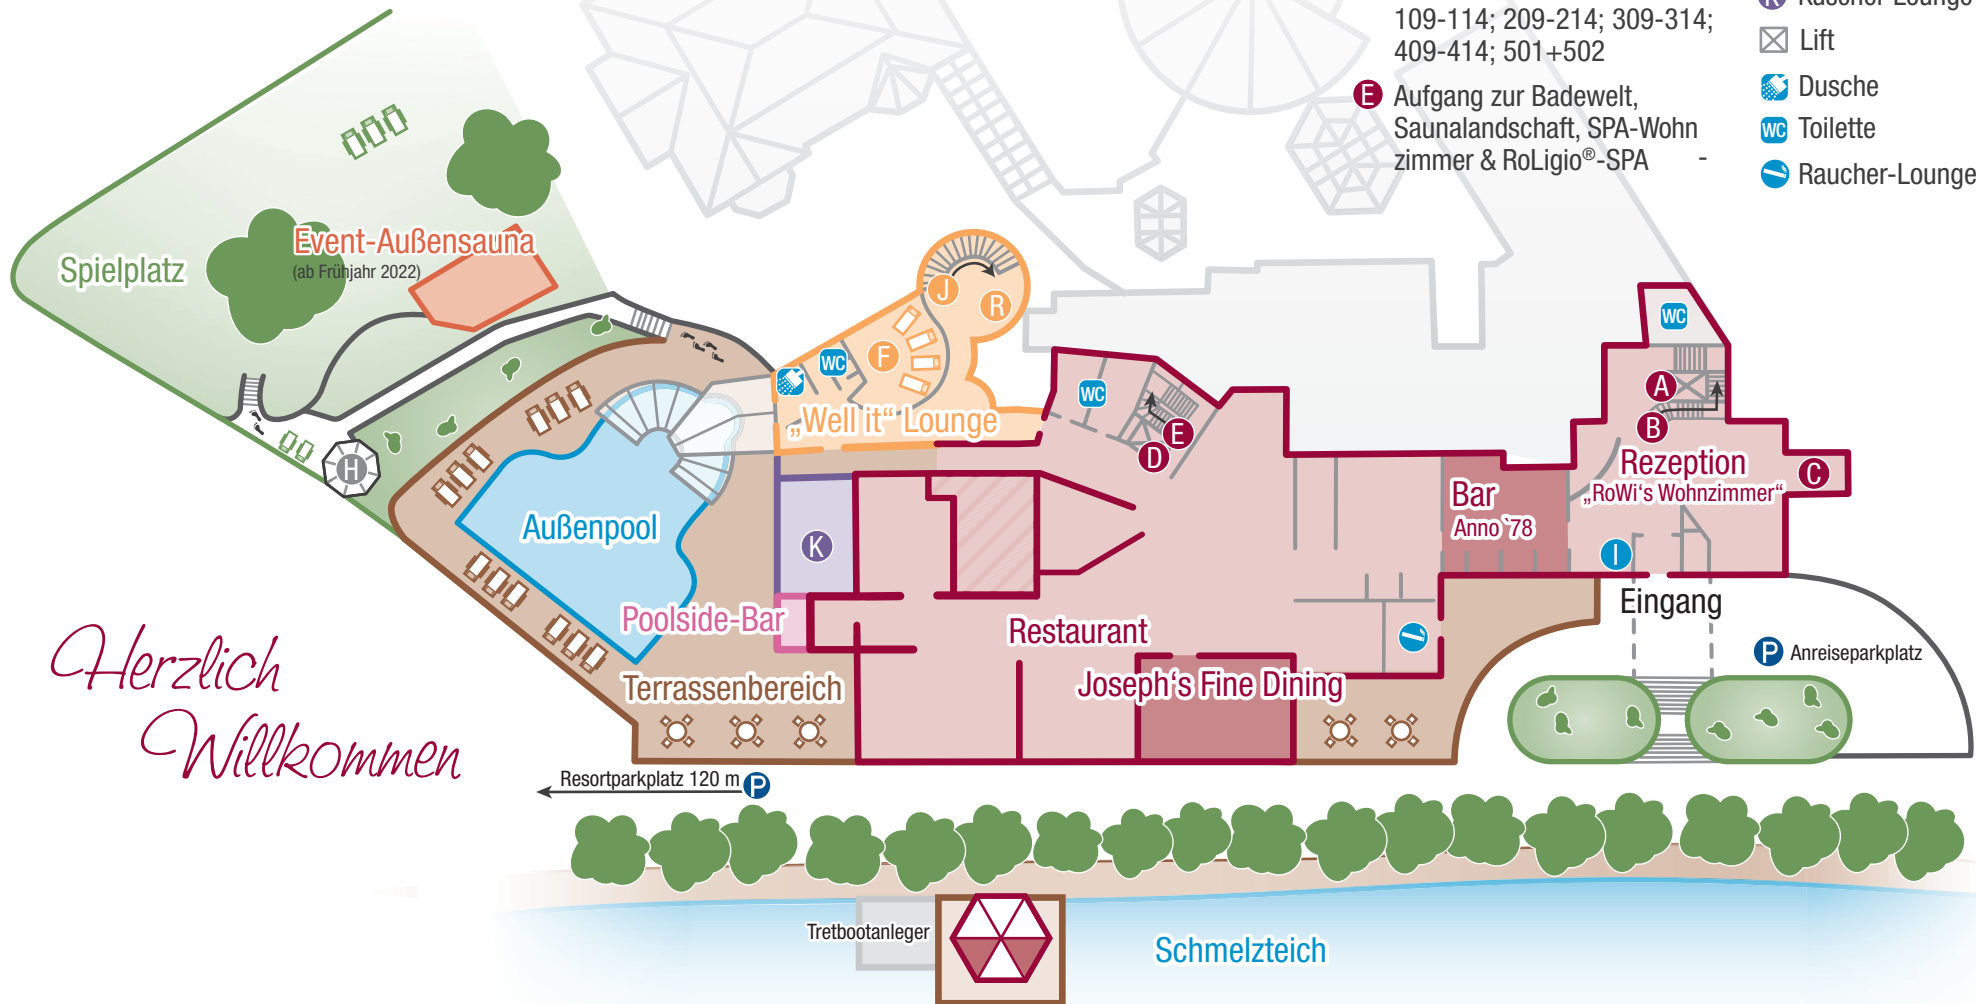 109-114; 209-214; 309-314;
409-414; 501+502
E Aufgang zur Badewelt,
Saunalandschaft, SPA-Wohn
zimmer & RoLigio®-SPA -
Lift
Dusche
WC Toilette
Raucher-Lounge
Event-Außensauna
(ab Frühjahr 2022)
Spielplatz
J
R
F
WC
„Well it“ Lounge
WC
E
D
WC
A
B
C
Rezeption
„RoWi's Wohnzimmer“
Bar
Anno `78
I
Eingang
P Anreiseparkplatz
H
Außenpool
K
Poolside-Bar
Restaurant
Terrassenbereich
Joseph‘s Fine Dining
Herzlich
Willkommen
Resortparkplatz 120 m P
Tretbootanleger
Schmelzteich